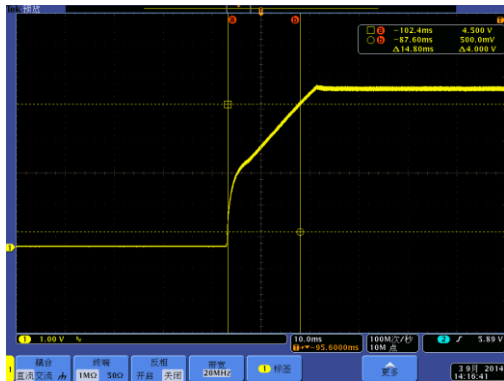 预览
a
b
a -102.4ms 4.500 V
b -87.60ms 500.0mV
Δ14.80ms Δ4.000 V
1
1 1.00 V
10.0ms
T→▼-95.6000ms
100M次/秒
10M 点
2 5.89 V
1
耦合
直流 交流
终端
1MΩ 50Ω
反相
开启 关闭
带宽
20MHz
1 标签
更多
3 9月 2014
14:16:41